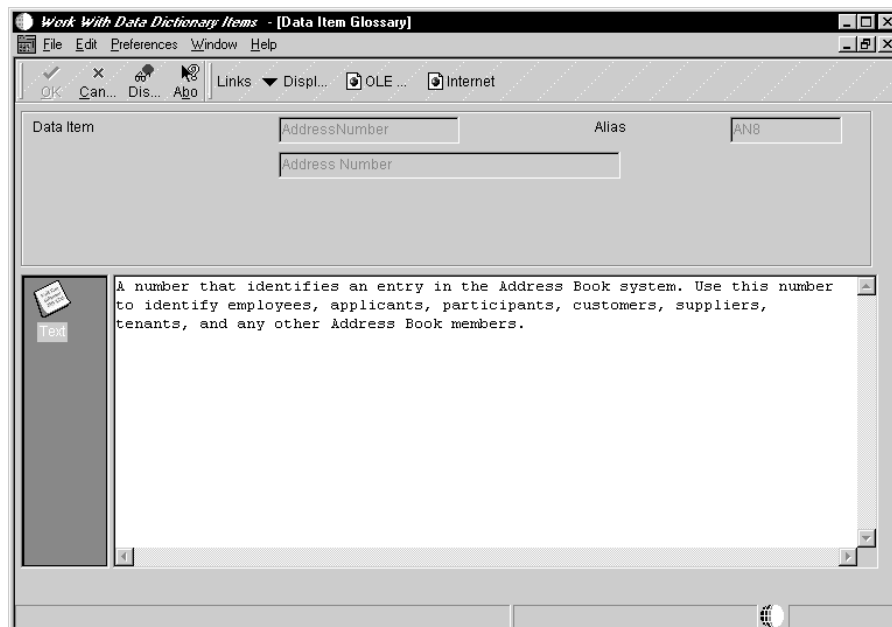 Work With Data Dictionary Items - [Data Item Glossary]
File Edit Preferences Window Help
OK Can... Dis... Abo Links Displ... OLE ... Internet
Data Item AddressNumber Alias AN8
Address Number
A number that identifies an entry in the Address Book system. Use this number
to identify employees, applicants, participants, customers, suppliers,
tenants, and any other Address Book members.
Text